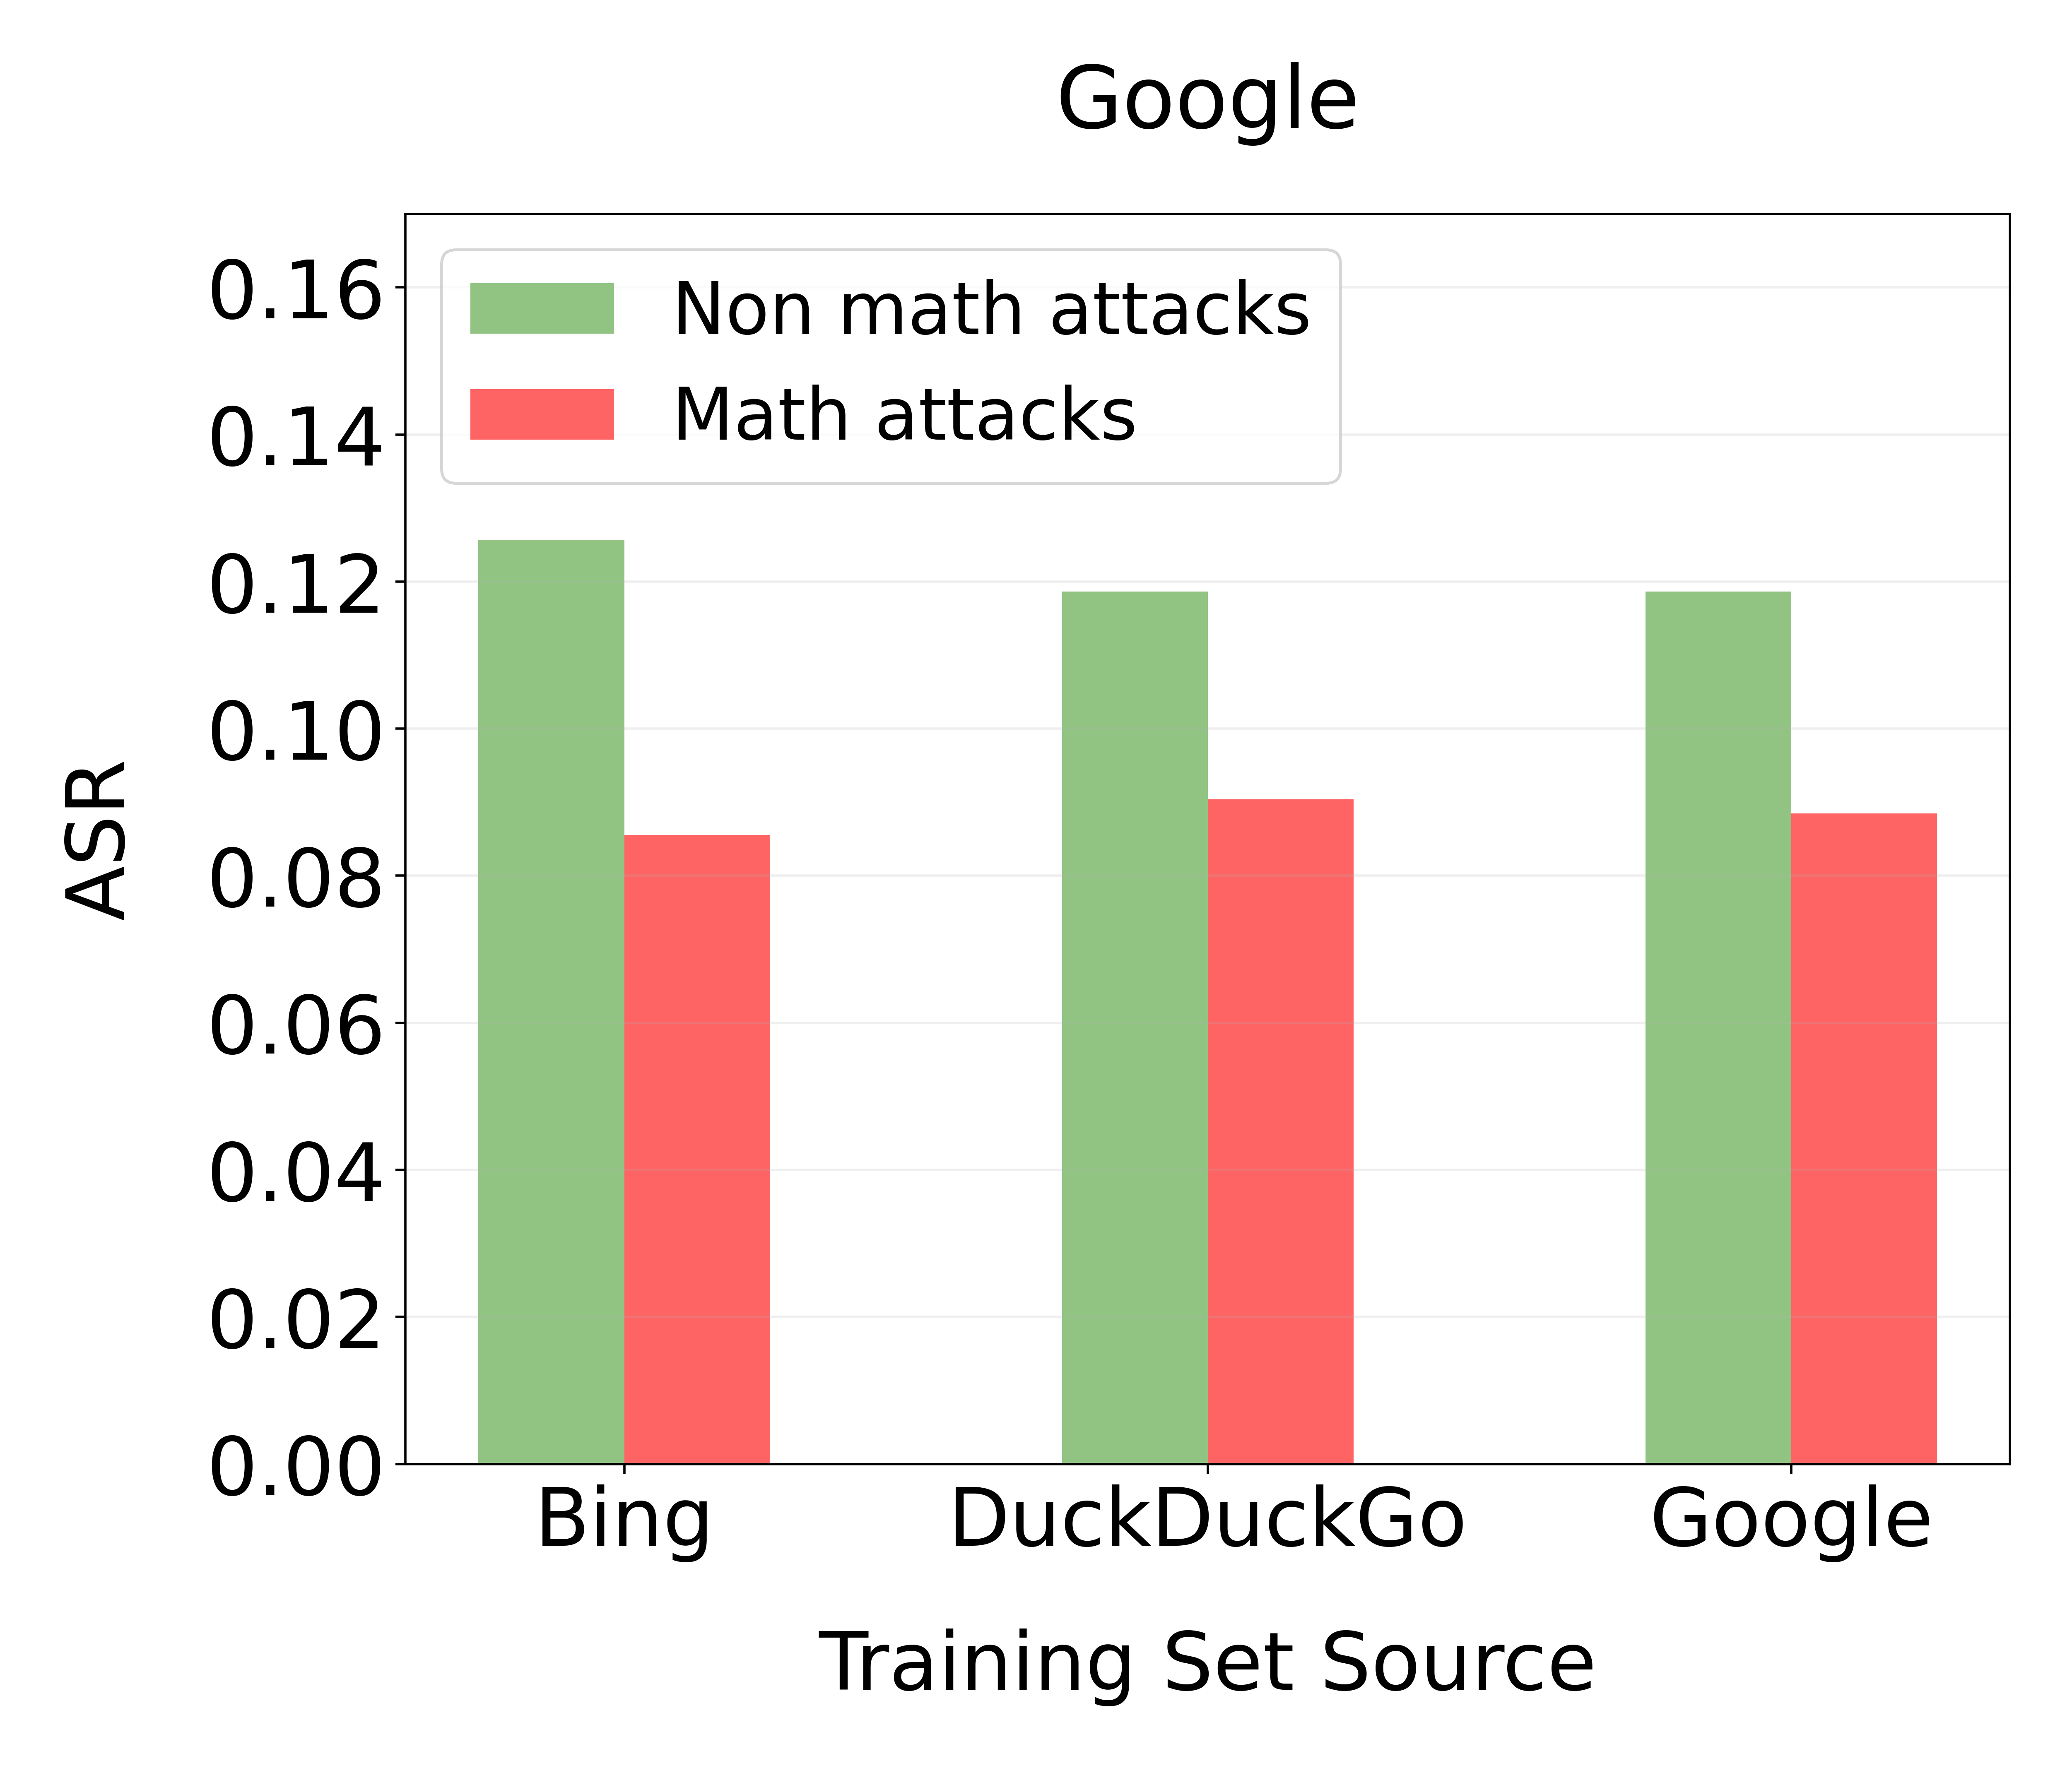 Google
0.16
0.14
0.12
0.10
0.08
0.06
0.04
0.02
0.00
ASR
Non math attacks
Math attacks
Bing
DuckDuckGo
Google
Training Set Source